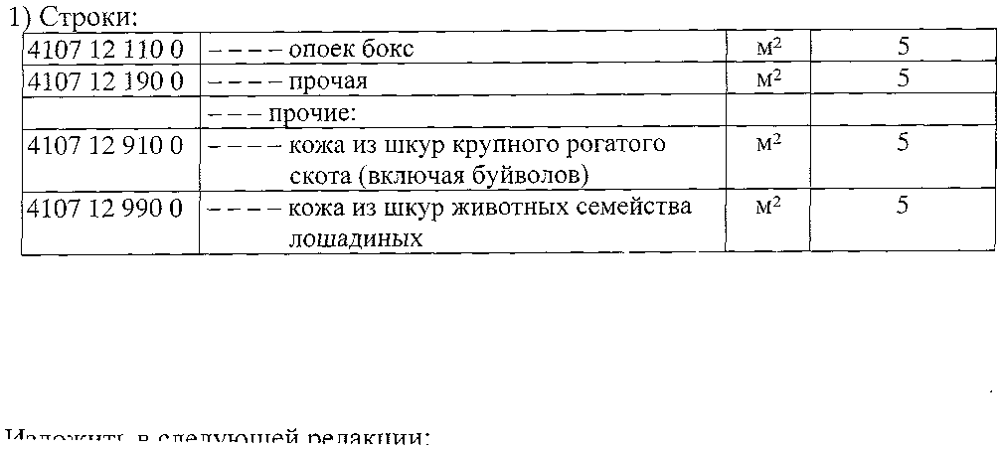 1) Строки:
4107 12 110 0 – – – – опоек бокс м² 5
4107 12 190 0 – – – – прочая м² 5
– – – прочие:
4107 12 910 0 – – – – кожа из шкур крупного рогатого м² 5
скота (включая буйволов)
4107 12 990 0 – – – – кожа из шкур животных семейства м² 5
лошадиных
Изложить в следующей редакции: